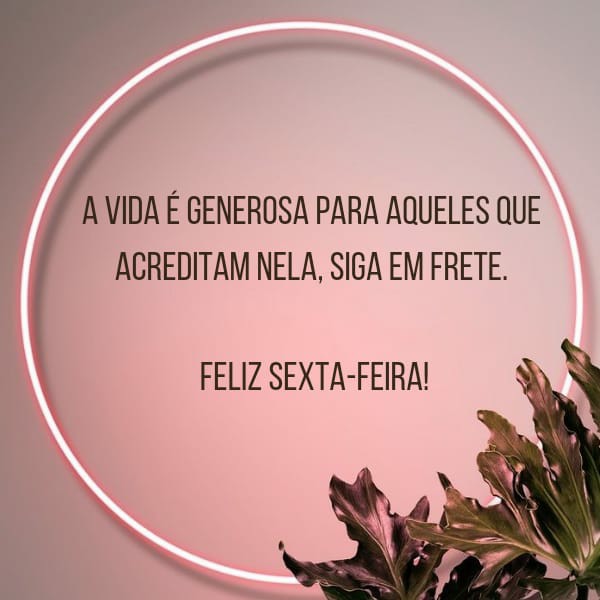 A VIDA É GENEROSA PARA AQUELES QUE
ACREDITAM NELA, SIGA EM FRETE.
FELIZ SEXTA-FEIRA!